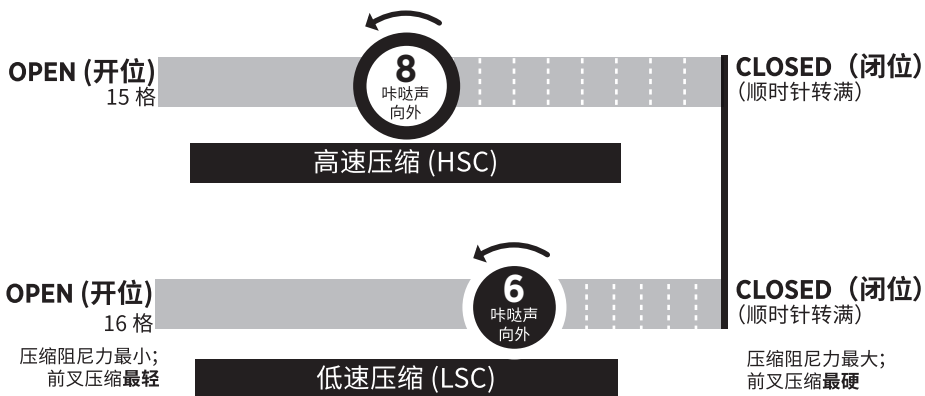 OPEN (开位)
15 格
8
咔哒声
向外
CLOSED（闭位）
（顺时针转满）
高速压缩 (HSC)
OPEN (开位)
16 格
6
咔哒声
向外
CLOSED（闭位）
（顺时针转满）
压缩阻尼力最小；
前叉压缩最轻
低速压缩 (LSC)
压缩阻尼力最大；
前叉压缩最硬